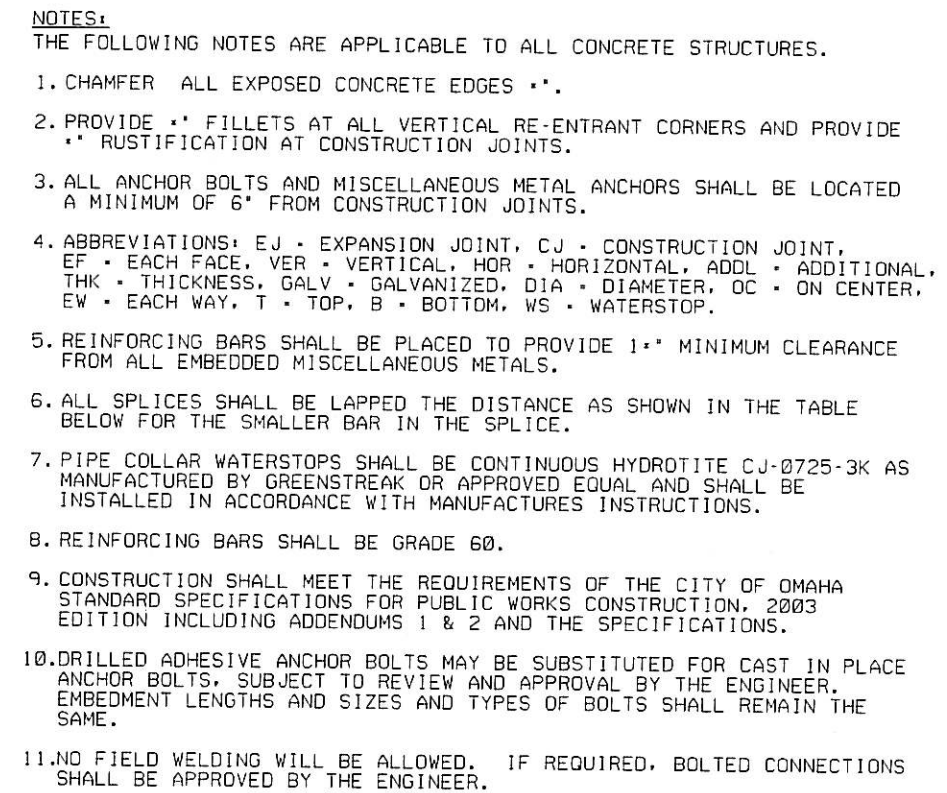 NOTES:
THE FOLLOWING NOTES ARE APPLICABLE TO ALL CONCRETE STRUCTURES.
1. CHAMFER ALL EXPOSED CONCRETE EDGES ".
2. PROVIDE " FILLETS AT ALL VERTICAL RE-ENTRANT CORNERS AND PROVIDE
" RUSTIFICATION AT CONSTRUCTION JOINTS.
3. ALL ANCHOR BOLTS AND MISCELLANEOUS METAL ANCHORS SHALL BE LOCATED
A MINIMUM OF 6" FROM CONSTRUCTION JOINTS.
4. ABBREVIATIONS: EJ - EXPANSION JOINT, CJ - CONSTRUCTION JOINT,
EF - EACH FACE, VER - VERTICAL, HOR - HORIZONTAL, ADDL - ADDITIONAL,
THK - THICKNESS, GALV - GALVANIZED, DIA - DIAMETER, OC - ON CENTER,
EW - EACH WAY, T - TOP, B - BOTTOM, WS - WATERSTOP.
5. REINFORCING BARS SHALL BE PLACED TO PROVIDE 1 " MINIMUM CLEARANCE
FROM ALL EMBEDDED MISCELLANEOUS METALS.
6. ALL SPLICES SHALL BE LAPPED THE DISTANCE AS SHOWN IN THE TABLE
BELOW FOR THE SMALLER BAR IN THE SPLICE.
7. PIPE COLLAR WATERSTOPS SHALL BE CONTINUOUS HYDROTITE CJ-0725-3K AS
MANUFACTURED BY GREENSTREAK OR APPROVED EQUAL AND SHALL BE
INSTALLED IN ACCORDANCE WITH MANUFACTURES INSTRUCTIONS.
8. REINFORCING BARS SHALL BE GRADE 60.
9. CONSTRUCTION SHALL MEET THE REQUIREMENTS OF THE CITY OF OMAHA
STANDARD SPECIFICATIONS FOR PUBLIC WORKS CONSTRUCTION, 2003
EDITION INCLUDING ADDENDUMS 1 & 2 AND THE SPECIFICATIONS.
10.DRILLED ADHESIVE ANCHOR BOLTS MAY BE SUBSTITUTED FOR CAST IN PLACE
ANCHOR BOLTS, SUBJECT TO REVIEW AND APPROVAL BY THE ENGINEER.
EMBEDMENT LENGTHS AND SIZES AND TYPES OF BOLTS SHALL REMAIN THE
SAME.
11.NO FIELD WELDING WILL BE ALLOWED. IF REQUIRED, BOLTED CONNECTIONS
SHALL BE APPROVED BY THE ENGINEER.